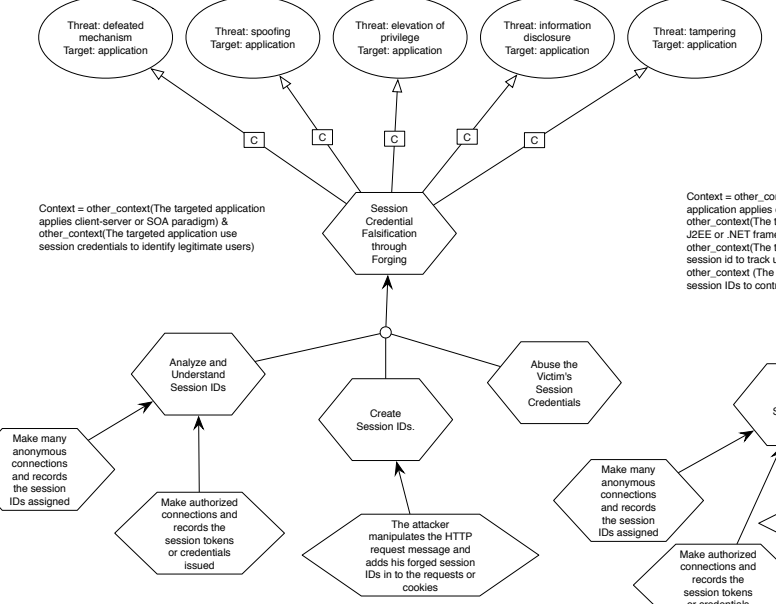 Threat: defeated
mechanism
Target: application
Threat: spoofing
Target: application
Threat: elevation of
privilege
Target: application
Threat: information
disclosure
Target: application
Threat: tampering
Target: application
C
C
C
C
C
Context = other_context(The targeted application
applies client-server or SOA paradigm) &
other_context(The targeted application use
session credentials to identify legitimate users)
Session
Credential
Falsification
through
Forging
Context = other_
application applies
other_context(The
J2EE or .NET
other_context(The
session id to track
other_context (The
session IDs to
Analyze and
Understand
Session IDs
Create
Session IDs.
Abuse the
Victim's
Session
Credentials
Make many
anonymous
connections
and records
the session
IDs assigned
Make authorized
connections and
records the
session tokens
or credentials
issued
The attacker
manipulates the HTTP
request message and
adds his forged session
IDs in to the requests or
cookies
Make many
anonymous
connections
and records
the session
IDs assigned
Make authorized
connections and
records the
session tokens
or credentials